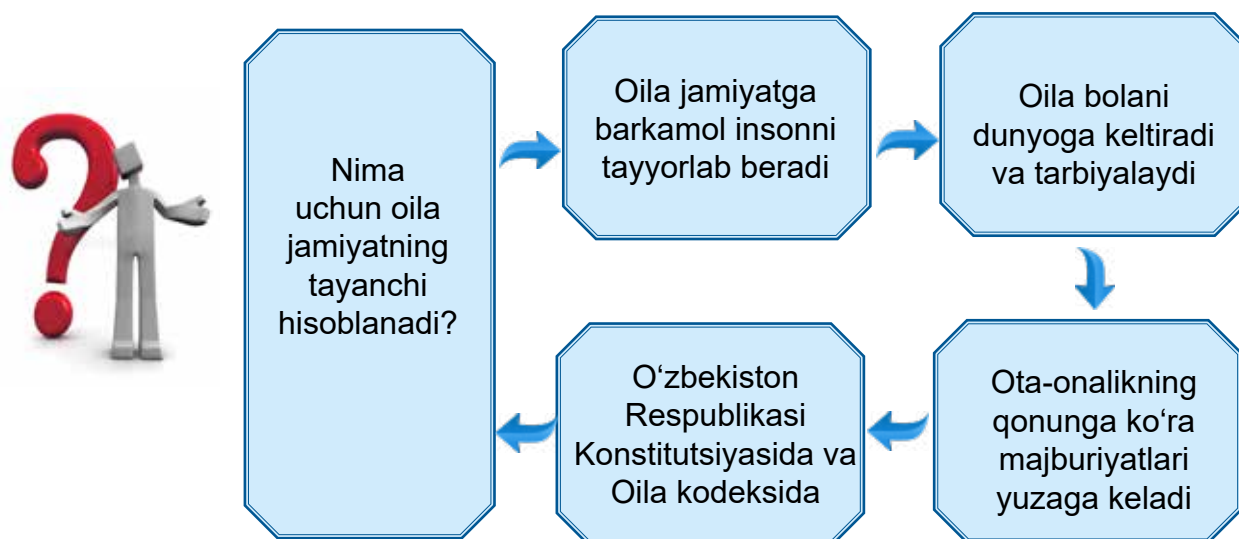 Nima
uchun oila
jamiyatning
tayanchi
hisoblanadi?
Oila jamiyatga
barkamol insonni
tayyorlab beradi
Oila bolani
dunyoga keltiradi
va tarbiyalaydi
Ota-onalikning
qonunga ko‘ra
majburiyatlari
yuzaga keladi
O‘zbekiston
Respublikasi
Konstitutsiyasida va
Oila kodeksida